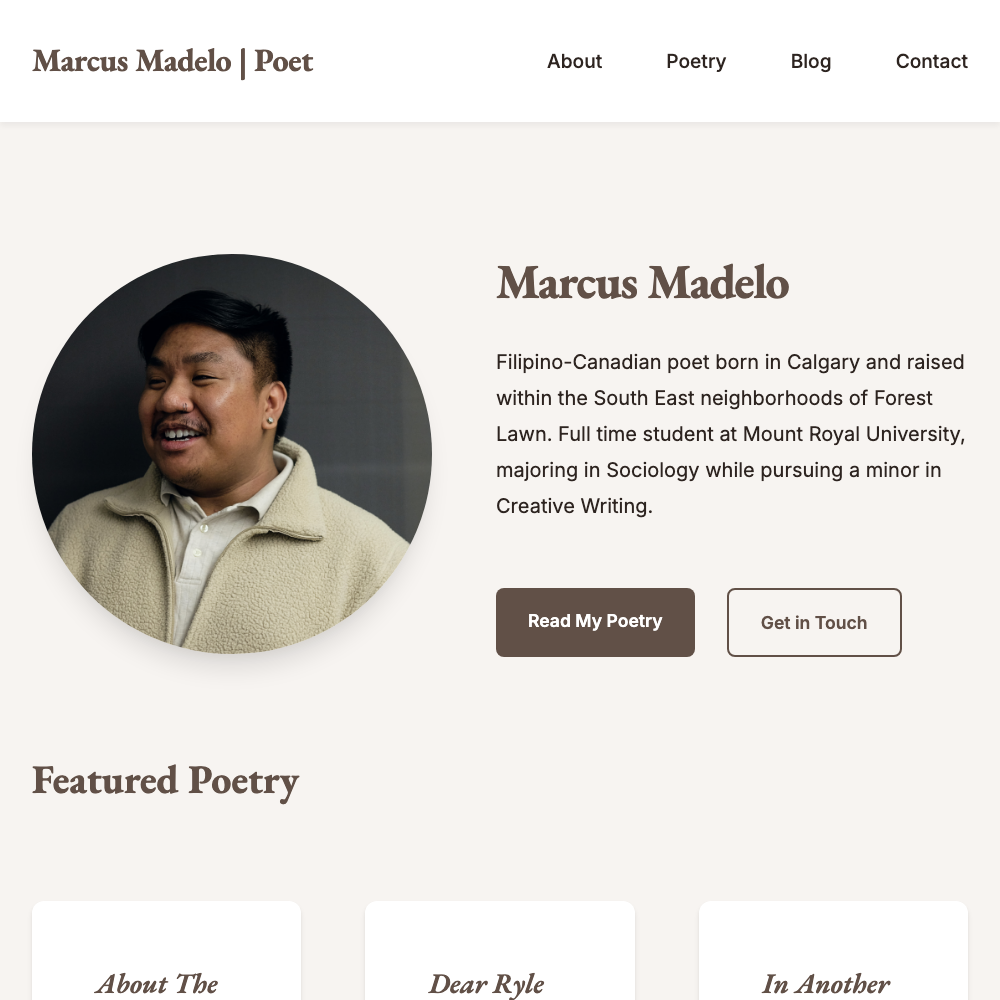 Marcus Madelo | Poet
About Poetry Blog Contact
Marcus Madelo
Filipino-Canadian poet born in Calgary and raised
within the South East neighborhoods of Forest
Lawn. Full time student at Mount Royal University,
majoring in Sociology while pursuing a minor in
Creative Writing.
Read My Poetry
Get in Touch
Featured Poetry
About The
Dear Ryle
In Another